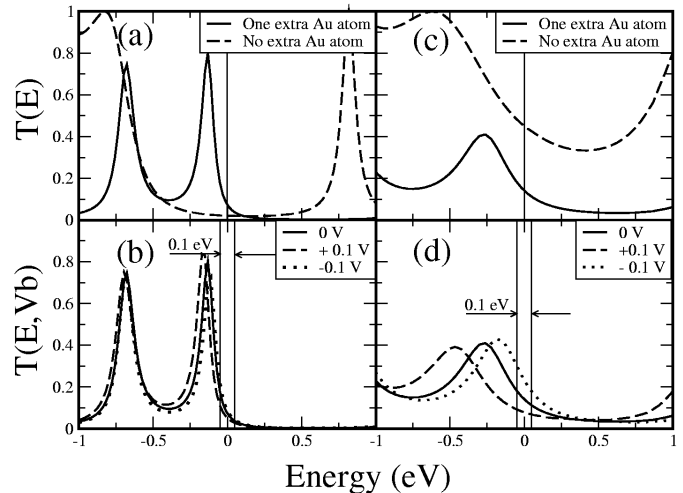 (a)
One extra Au atom
No extra Au atom
(c)
One extra Au atom
No extra Au atom
T(E)
1
0.8
0.6
0.4
0.2
0
(b)
0.1 eV
0 V
+ 0.1 V
-0.1 V
(d)
0.1 eV
0 V
+0.1 V
- 0.1 V
T(E,Vb)
0.8
0.6
0.4
0.2
0
-1 -0.5 0 0.5 -1 -0.5 0 0.5 1
Energy (eV)